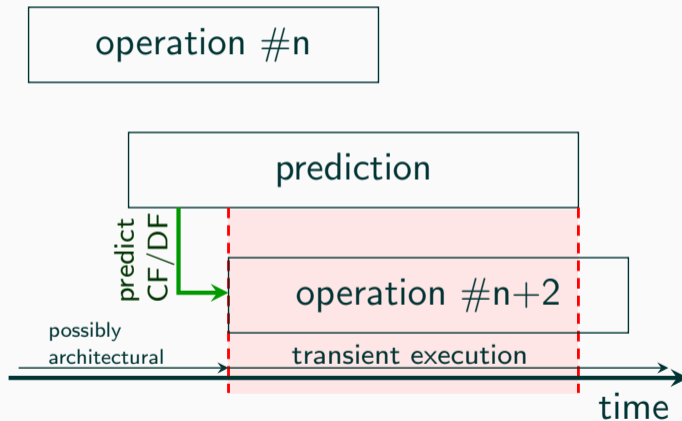 operation #n
prediction
predict
CF/DF
operation #n+2
possibly
architectural
transient execution
time